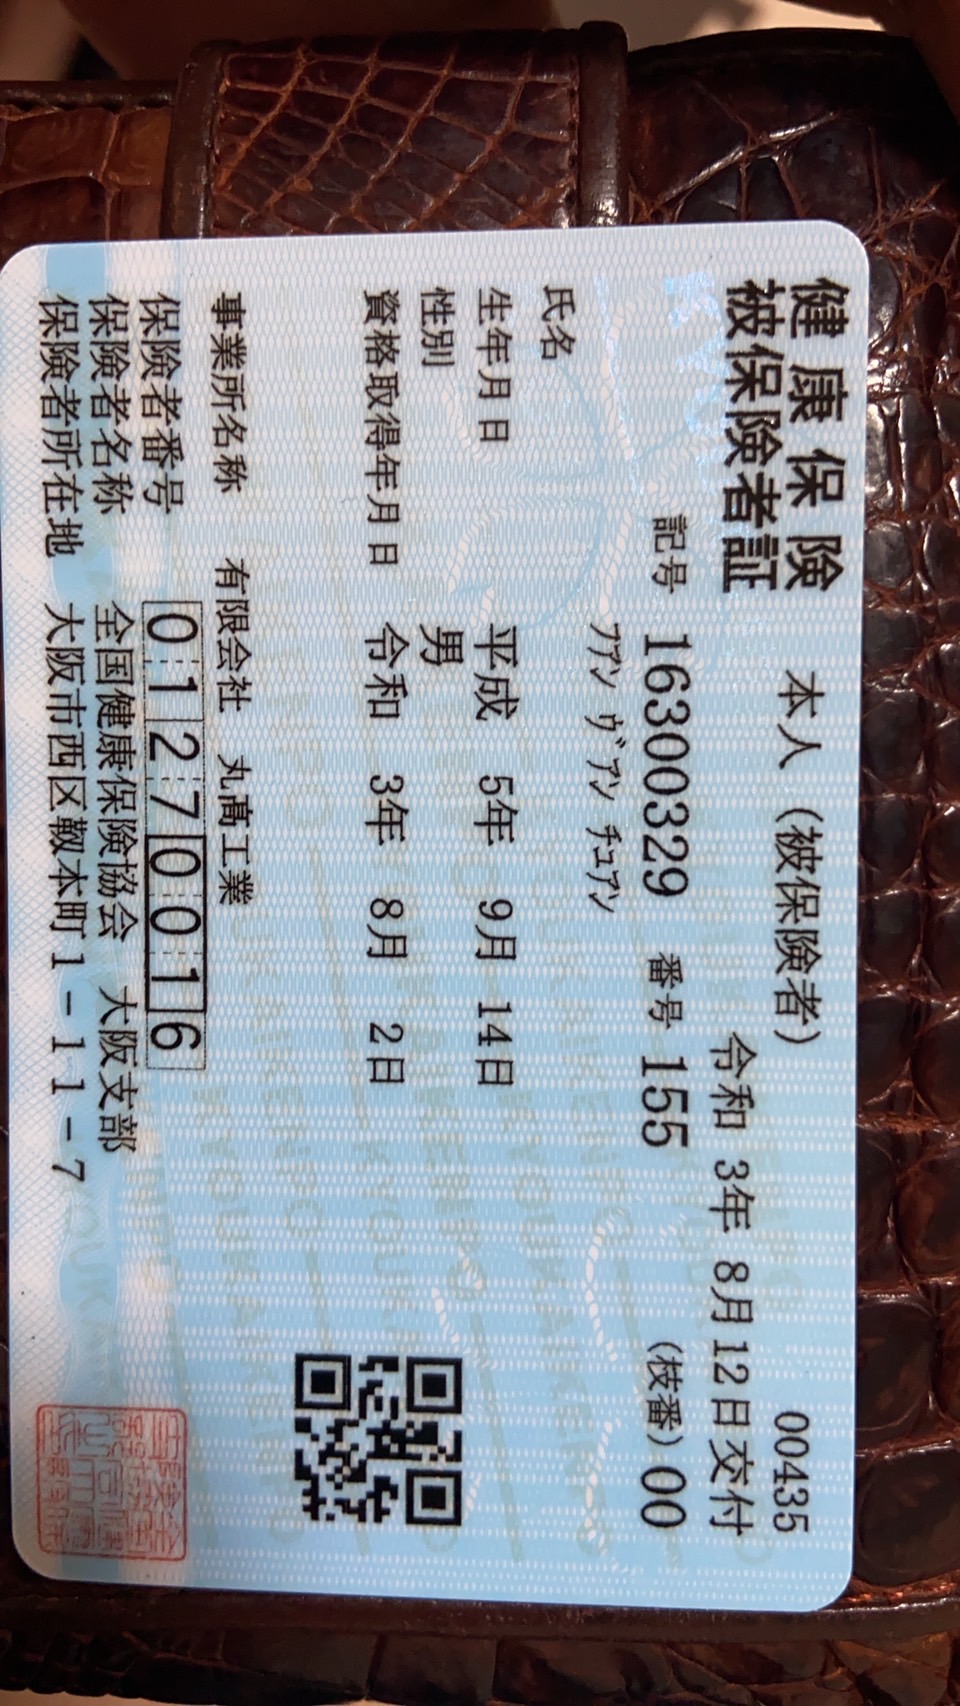 健康保険 本人(被保険者) 00435
被保険者証 令和 3年 8月12日交付
記号 16300329 番号 155 (枝番) 00
ﾌｱﾝ ｳﾞｱﾝ ﾁﾕｱﾝ
氏名
生年月日 平成 5年 9月 14日
性別 男
資格取得年月日 令和 3年 8月 2日
事業所名称 有限会社 丸髙工業
保険者番号 01270016
保険者名称 全国健康保険協会 大阪支部
保険者所在地 大阪市西区靱本町1-11-7